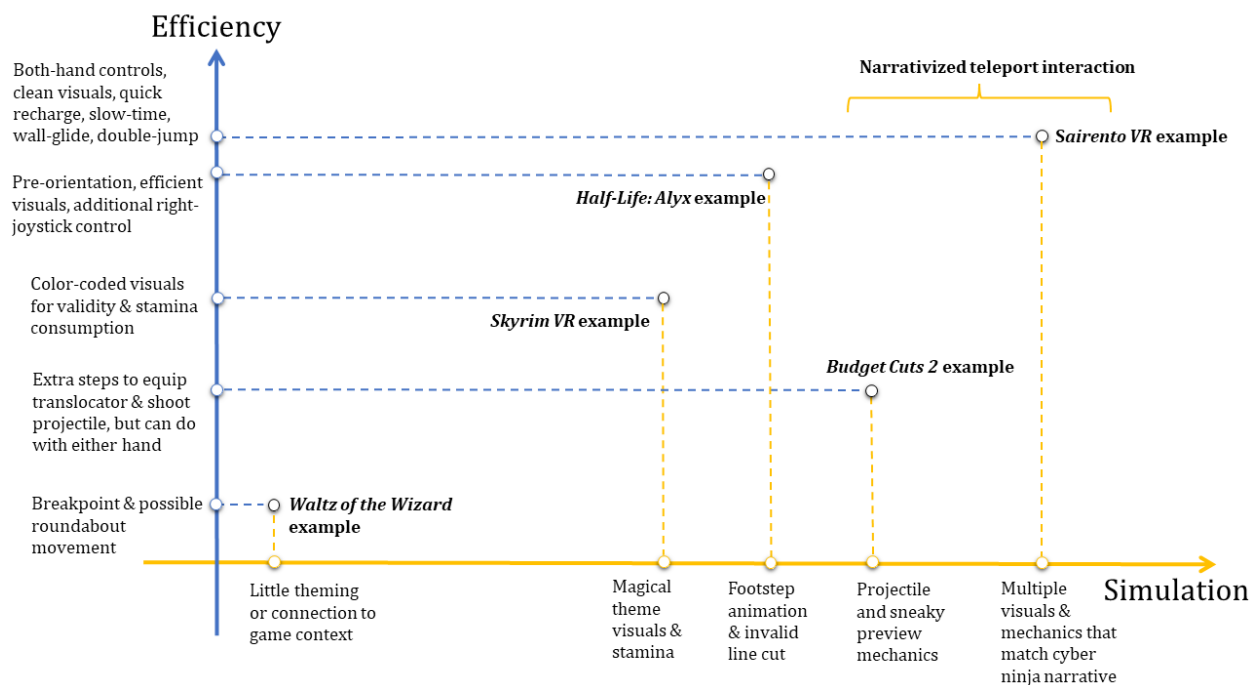 Efficiency
Both-hand controls,
clean visuals, quick
recharge, slow-time,
wall-glide, double-jump
Narrativized teleport interaction
Sairento VR example
Pre-orientation, efficient
visuals, additional right-
joystick control
Half-Life: Alyx example
Color-coded visuals
for validity & stamina
consumption
Skyrim VR example
Extra steps to equip
translocator & shoot
projectile, but can do
with either hand
Budget Cuts 2 example
Breakpoint & possible
roundabout
movement
Waltz of the Wizard
example
Simulation
Little theming
or connection to
game context
Magical
theme
visuals &
stamina
Footstep
animation
& invalid
line cut
Projectile
and sneaky
preview
mechanics
Multiple
visuals &
mechanics that
match cyber
ninja narrative